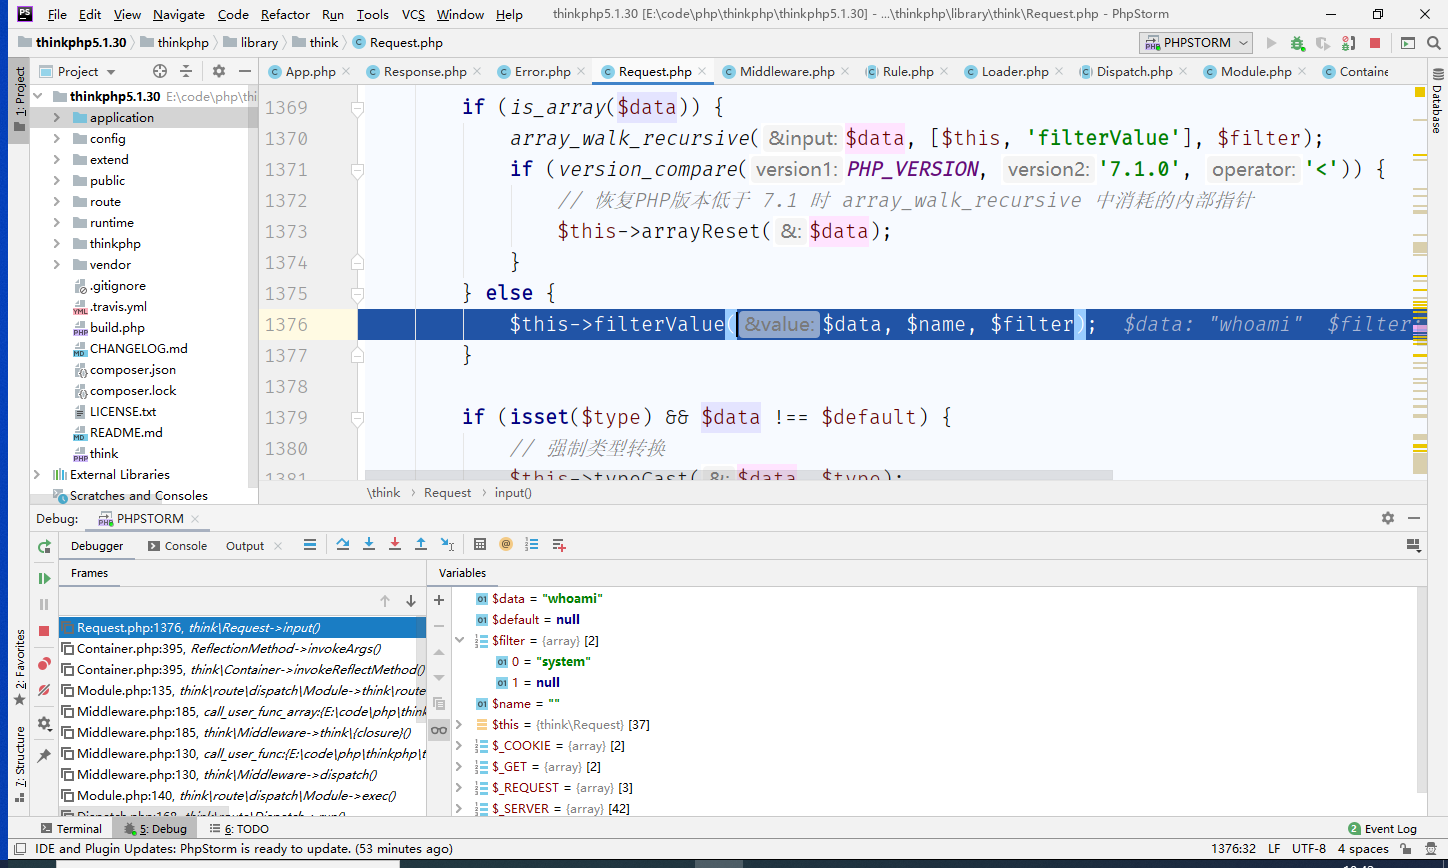 File Edit View Navigate Code Refactor Run Tools VCS Window Help thinkphp5.1.30 [E:\code\php\thinkphp\thinkphp5.1.30] - ...\thinkphp\library\think\Request.php - PhpStorm
thinkphp5.1.30 thinkphp library think Request.php PHPSTORM
Project App.php Response.php Error.php Request.php Middleware.php Rule.php Loader.php Dispatch.php Module.php Containe
1: Project
Database
thinkphp5.1.30 E:\code\php\thi
application
config
extend
public
route
runtime
thinkphp
vendor
.gitignore
.travis.yml
build.php
CHANGELOG.md
composer.json
composer.lock
LICENSE.txt
README.md
think
External Libraries
Scratches and Consoles
1369 if (is_array($data)) {
1370 array_walk_recursive( &input: $data, [$this, 'filterValue'], $filter);
1371 if (version_compare( version1: PHP_VERSION, version2: '7.1.0', operator: '<')) {
1372 // 恢复PHP版本低于 7.1 时 array_walk_recursive 中消耗的内部指针
1373 $this->arrayReset( &: $data);
1374 }
1375 } else {
1376 $this->filterValue( &value: $data, $name, $filter); $data: "whoami" $filter:
1377 }
1378
1379 if (isset($type) && $data !== $default) {
1380 // 强制类型转换
1381 $this->typeCast( &: $data, $type);
\think › Request › input()
Debug: PHPSTORM
Debugger Console Output
Frames
Variables
Request.php:1376, think\Request->input()
Container.php:395, ReflectionMethod->invokeArgs()
Container.php:395, think\Container->invokeReflectMethod()
Module.php:135, think\route\dispatch\Module->think\route
Middleware.php:185, call_user_func_array:{E:\code\php\think
Middleware.php:185, think\Middleware->think\{closure}()
Middleware.php:130, call_user_func:{E:\code\php\thinkphp\t
Middleware.php:130, think\Middleware->dispatch()
Module.php:140, think\route\dispatch\Module->exec()
Dispatch.php:168, think\route\Dispatch->run()
$data = "whoami"
$default = null
$filter = {array} [2]
0 = "system"
1 = null
$name = ""
$this = {think\Request} [37]
$_COOKIE = {array} [2]
$_GET = {array} [2]
$_REQUEST = {array} [3]
$_SERVER = {array} [42]
2: Favorites
7: Structure
Terminal 5: Debug 6: TODO 2 Event Log
IDE and Plugin Updates: PhpStorm is ready to update. (53 minutes ago) 1376:32 LF UTF-8 4 spaces